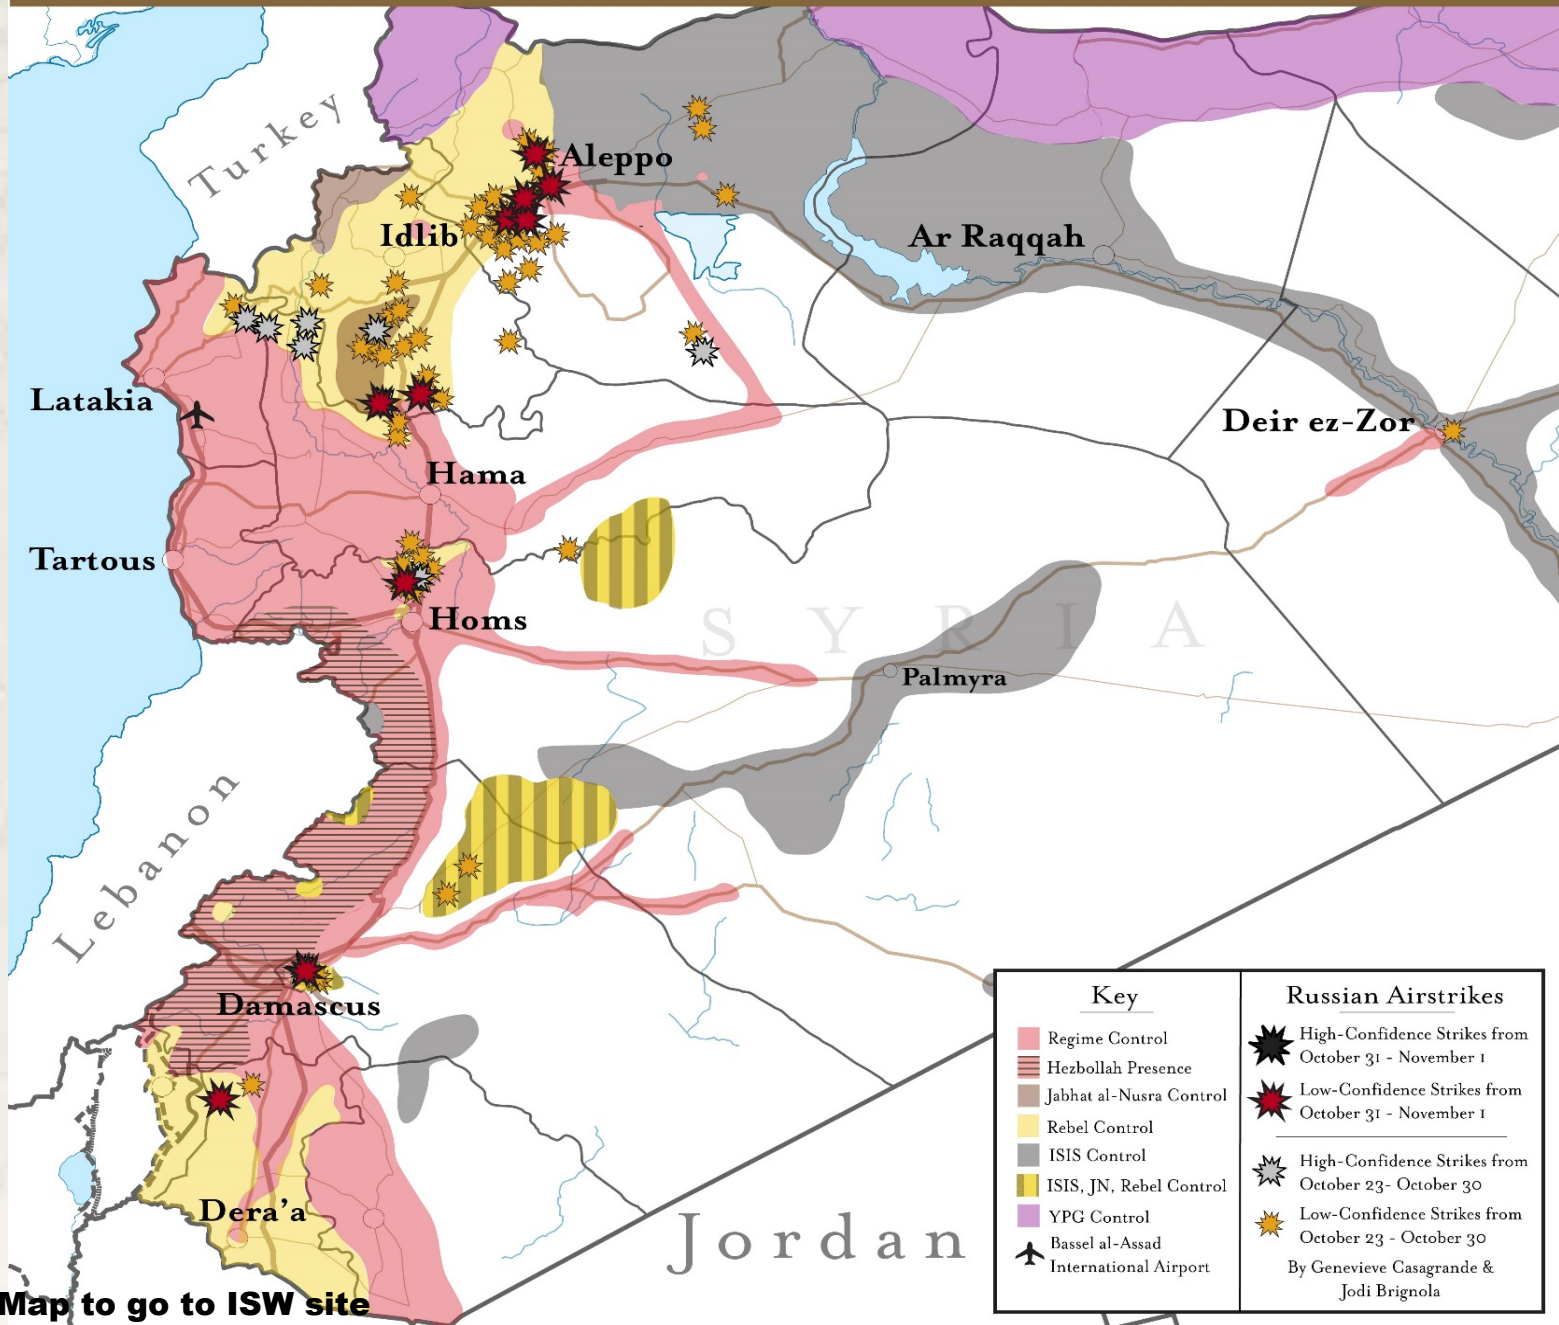 Turkey
Aleppo
Idlib
Ar Raqqah
Latakia
Deir ez-Zor
Hama
Tartous
Homs
SYRIA
Palmyra
Lebanon
Damascus
Dera'a
Jordan
Map to go to ISW site
Key
Regime Control
Hezbollah Presence
Jabhat al-Nusra Control
Rebel Control
ISIS Control
ISIS, JN, Rebel Control
YPG Control
Bassel al-Assad
International Airport
Russian Airstrikes
High-Confidence Strikes from
October 31 - November 1
Low-Confidence Strikes from
October 31 - November 1
High-Confidence Strikes from
October 23- October 30
Low-Confidence Strikes from
October 23 - October 30
By Genevieve Casagrande &
Jodi Brignola